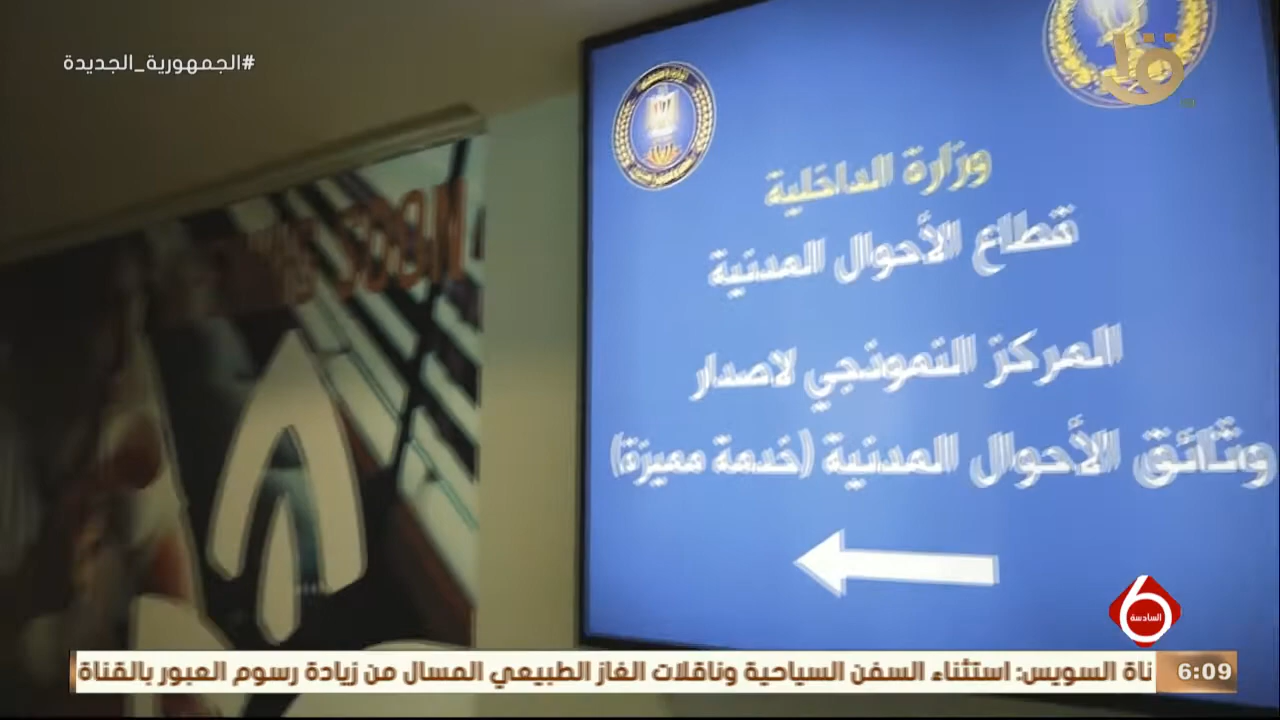 #الجمهورية_الجديدة
وزارة الداخلية
قطاع الأحوال المدنية
المركز النموذجي لاصدار
وثائق الأحوال المدنية (خدمة مميزة)
السادسة
ناة السويس: استثناء السفن السياحية وناقلات الغاز الطبيعي المسال من زيادة رسوم العبور بالقناة
6:09